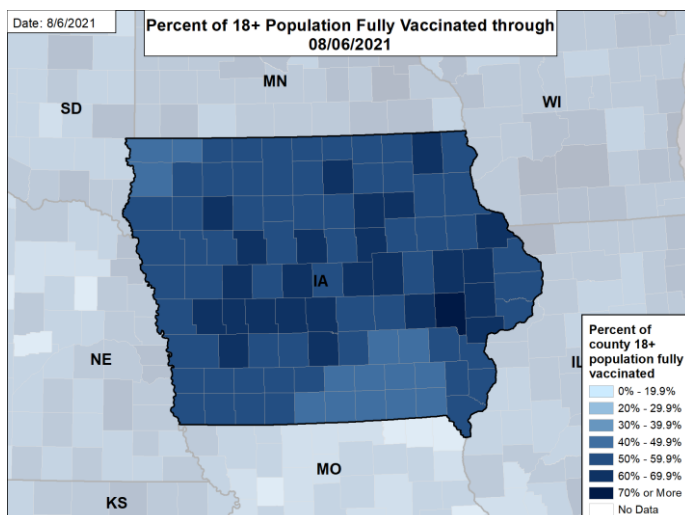 Date: 8/6/2021
Percent of 18+ Population Fully Vaccinated through
08/06/2021
MN
SD
WI
IA
NE
IL
MO
KS
Percent of
county 18+
population fully
vaccinated
0% - 19.9%
20% - 29.9%
30% - 39.9%
40% - 49.9%
50% - 59.9%
60% - 69.9%
70% or More
No Data